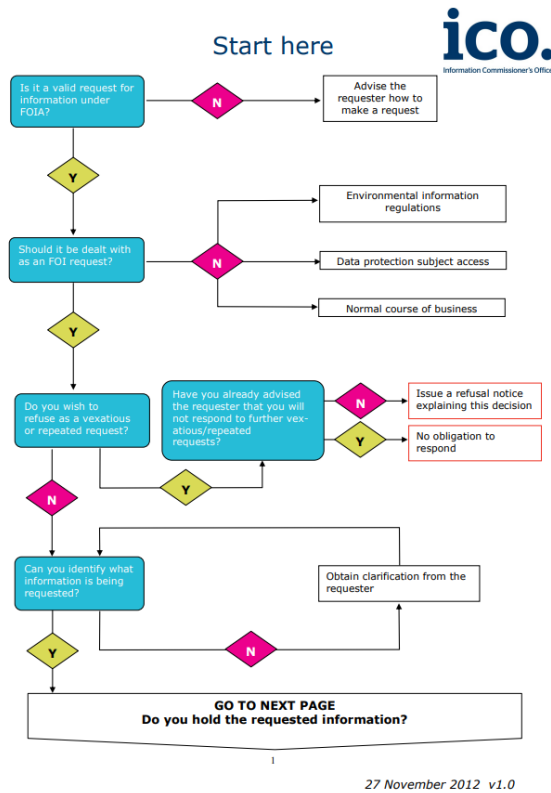 Start here
ico.
Information Commissioner's Office
Is it a valid request for
information under
FOIA?
N
Advise the
requester how to
make a request
Y
Environmental information
regulations
Should it be dealt with
as an FOI request?
N
Data protection subject access
Normal course of business
Y
Do you wish to
refuse as a vexatious
or repeated request?
Have you already advised
the requester that you will
not respond to further vex-
atious/repeated
requests?
N
Issue a refusal notice
explaining this decision
Y
No obligation to
respond
Y
N
Can you identify what
information is being
requested?
Obtain clarification from the
requester
Y
N
GO TO NEXT PAGE
Do you hold the requested information?
1
27 November 2012 v1.0